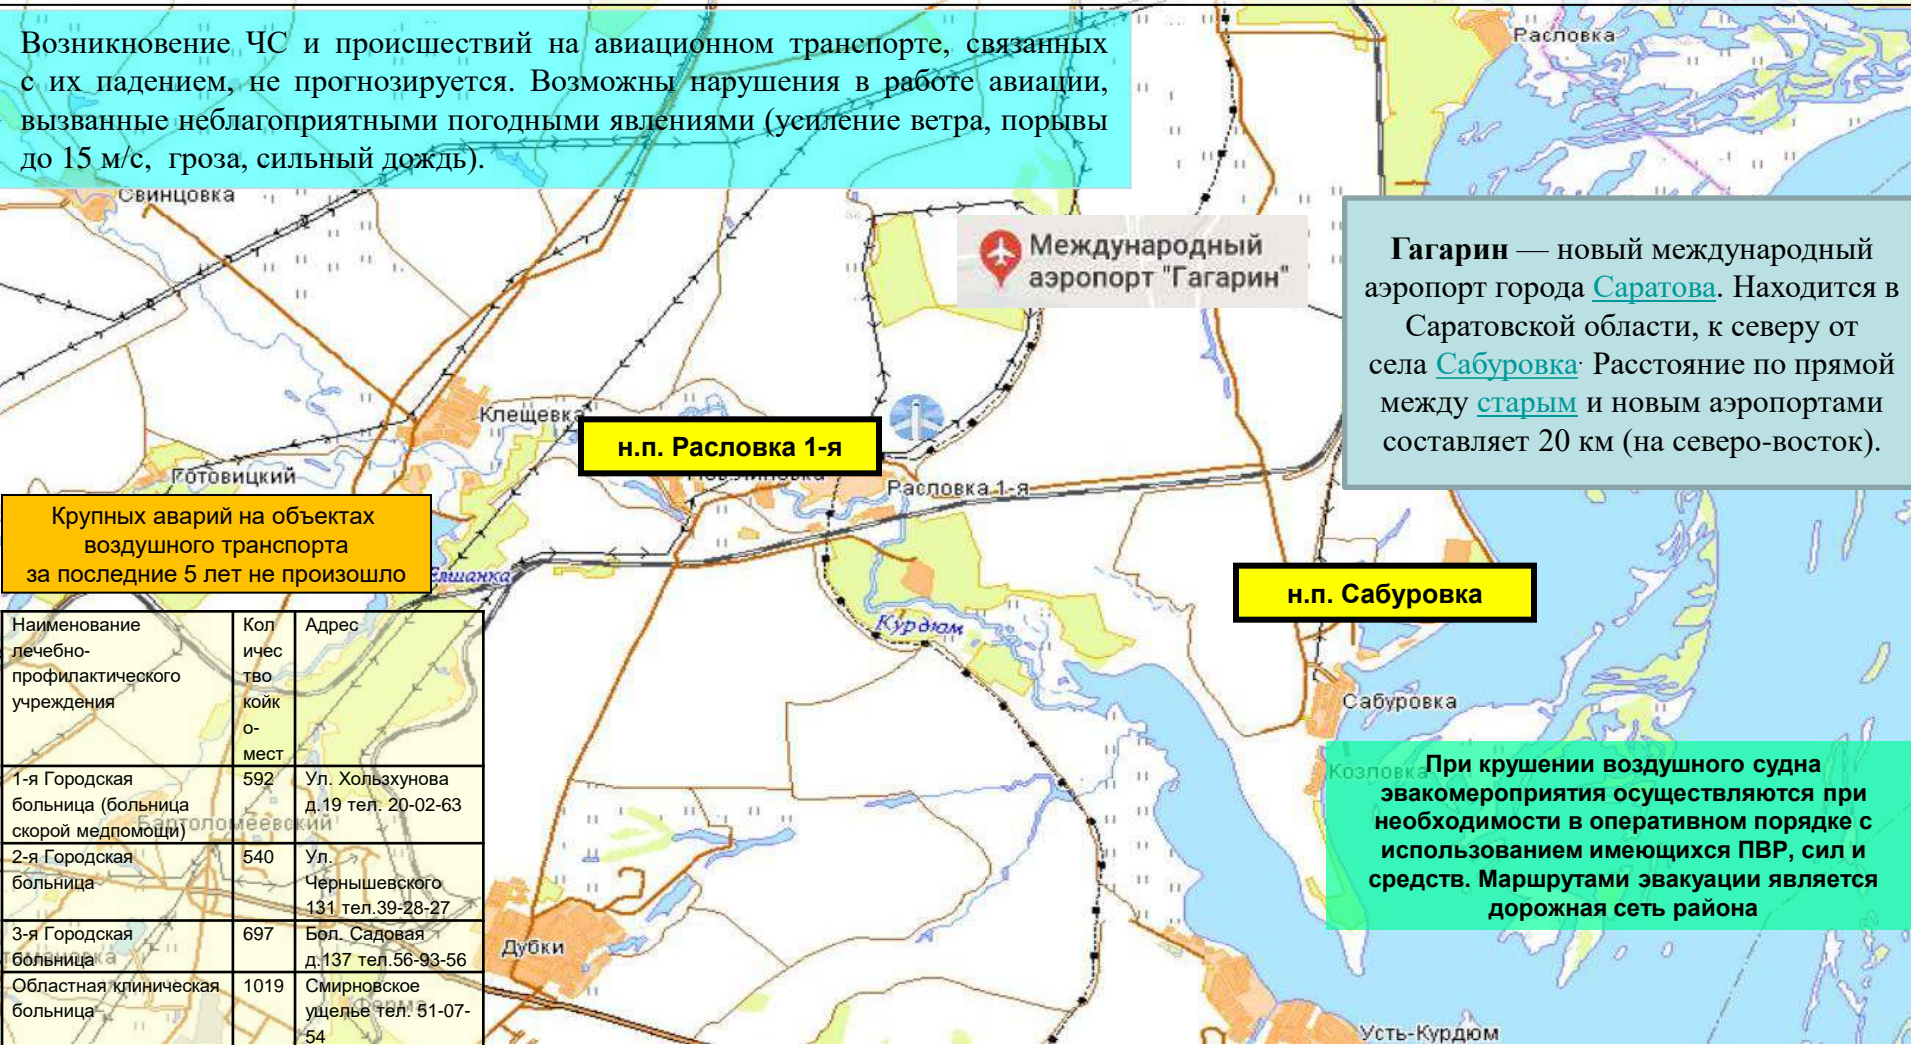 Возникновение ЧС и происшествий на авиационном транспорте, связанных
с их падением, не прогнозируется. Возможны нарушения в работе авиации,
вызванные неблагоприятными погодными явлениями (усиление ветра, порывы
до 15 м/с, гроза, сильный дождь).
Расловка
Свинцовка
Международный
аэропорт "Гагарин"
Гагарин — новый международный
аэропорт города Саратова. Находится в
Саратовской области, к северу от
села Сабуровка. Расстояние по прямой
между старым и новым аэропортами
составляет 20 км (на северо-восток).
Клещевка
н.п. Расловка 1-я
Готовицкий
Расловка 1-я
Крупных аварий на объектах
воздушного транспорта
за последние 5 лет не произошло
Елшанка
н.п. Сабуровка
Курдюм
Сабуровка
Наименование
лечебно-
профилактического
учреждения
Кол
ичес
тво
койк
о-
мест
Адрес
1-я Городская
больница (больница
скорой медпомощи)
592
Ул. Хользхунова
д.19 тел. 20-02-63
2-я Городская
больница
540
Ул.
Чернышевского
131 тел.39-28-27
3-я Городская
больница
697
Бол. Садовая
д.137 тел.56-93-56
Областная клиническая
больница
1019
Смирновское
ущелье тел. 51-07-
54
Козловка
При крушении воздушного судна
эвакомероприятия осуществляются при
необходимости в оперативном порядке с
использованием имеющихся ПВР, сил и
средств. Маршрутами эвакуации является
дорожная сеть района
Дубки
Усть-Курдюм